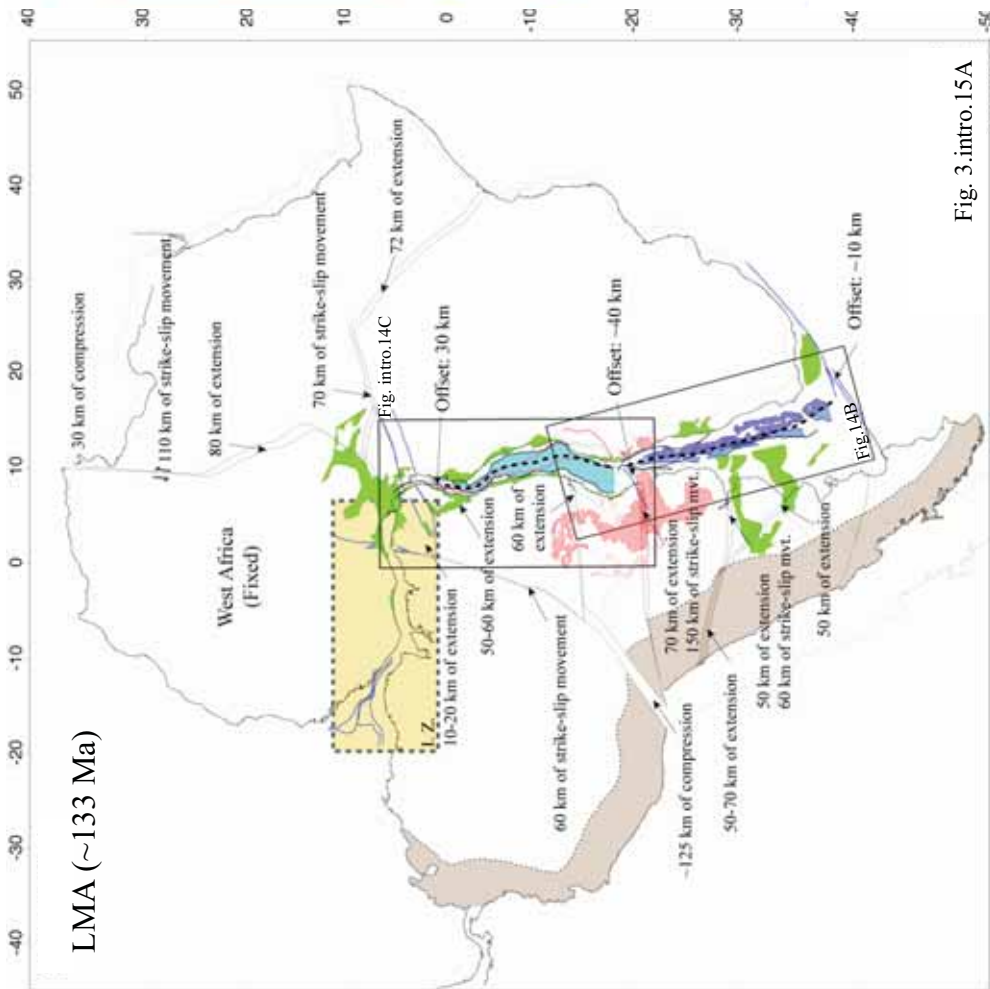 LMA (~133 Ma)
-40
-30
-20
-10
0
10
20
30
40
50
40
30
20
10
0
-10
-20
-30
-40
-50
~ 30 km of compression
110 km of strike-slip movement
80 km of extension
West Africa
(Fixed)
70 km of strike-slip movement
72 km of extension
Fig. intro.14C
Offset: 30 km
I. Z.
10-20 km of extension
50-60 km of extension
60 km of
extension
60 km of strike-slip movement
Offset: ~40 km
70 km of extension
150 km of strike-slip mvt.
~125 km of compression
50-70 km of extension
50 km of extension
60 km of strike-slip mvt.
50 km of extension
Fig.14B
Offset: ~10 km
Fig. 3.intro.15A